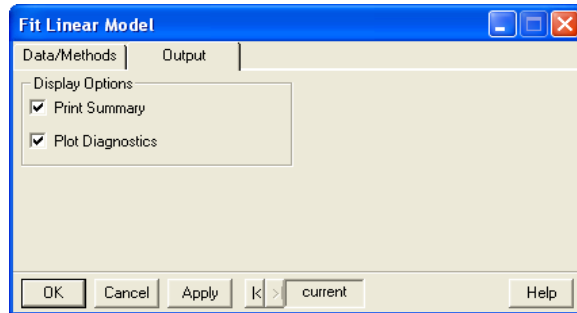 Fit Linear Model
Data/Methods Output
Display Options
Print Summary
Plot Diagnostics
OK Cancel Apply |< > current Help